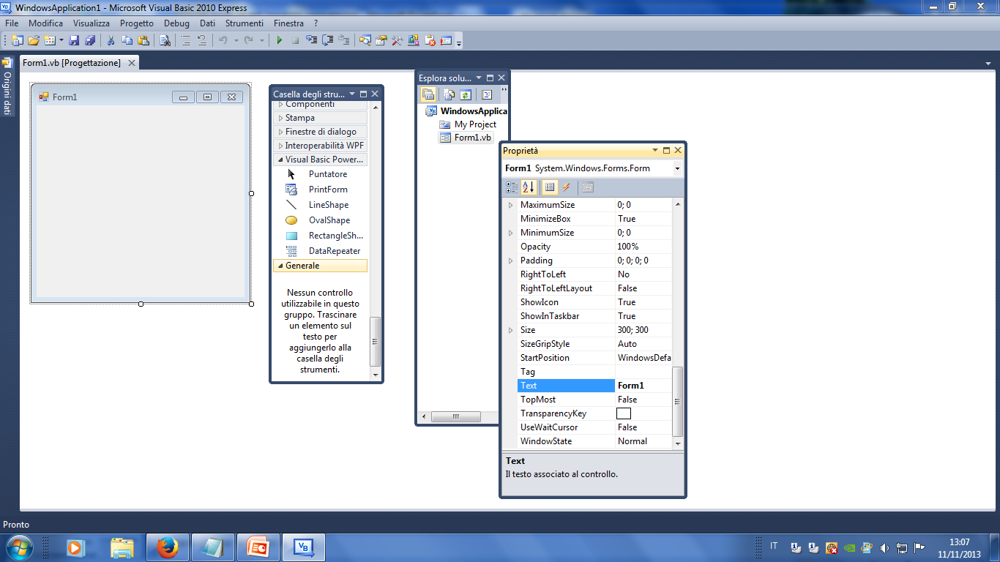 WindowsApplication1 - Microsoft Visual Basic 2010 Express
File Modifica Visualizza Progetto Debug Dati Strumenti Finestra ?
Form1.vb [Progettazione]
Origini dati
Form1
Casella degli stru...
Componenti
Stampa
Finestre di dialogo
Interoperabilità WPF
Visual Basic Power...
Puntatore
PrintForm
LineShape
OvalShape
RectangleSh...
DataRepeater
Generale
Nessun controllo
utilizzabile in questo
gruppo. Trascinare
un elemento sul
testo per
aggiungerlo alla
casella degli
strumenti.
Esplora solu...
WindowsApplica
My Project
Form1.vb
Proprietà
Form1 System.Windows.Forms.Form
MaximumSize 0; 0
MinimizeBox True
MinimumSize 0; 0
Opacity 100%
Padding 0; 0; 0; 0
RightToLeft No
RightToLeftLayout False
ShowIcon True
ShowInTaskbar True
Size 300; 300
SizeGripStyle Auto
StartPosition WindowsDefa
Tag
Text Form1
TopMost False
TransparencyKey
UseWaitCursor False
WindowState Normal
Text
Il testo associato al controllo.
Pronto
IT
13:07
11/11/2013